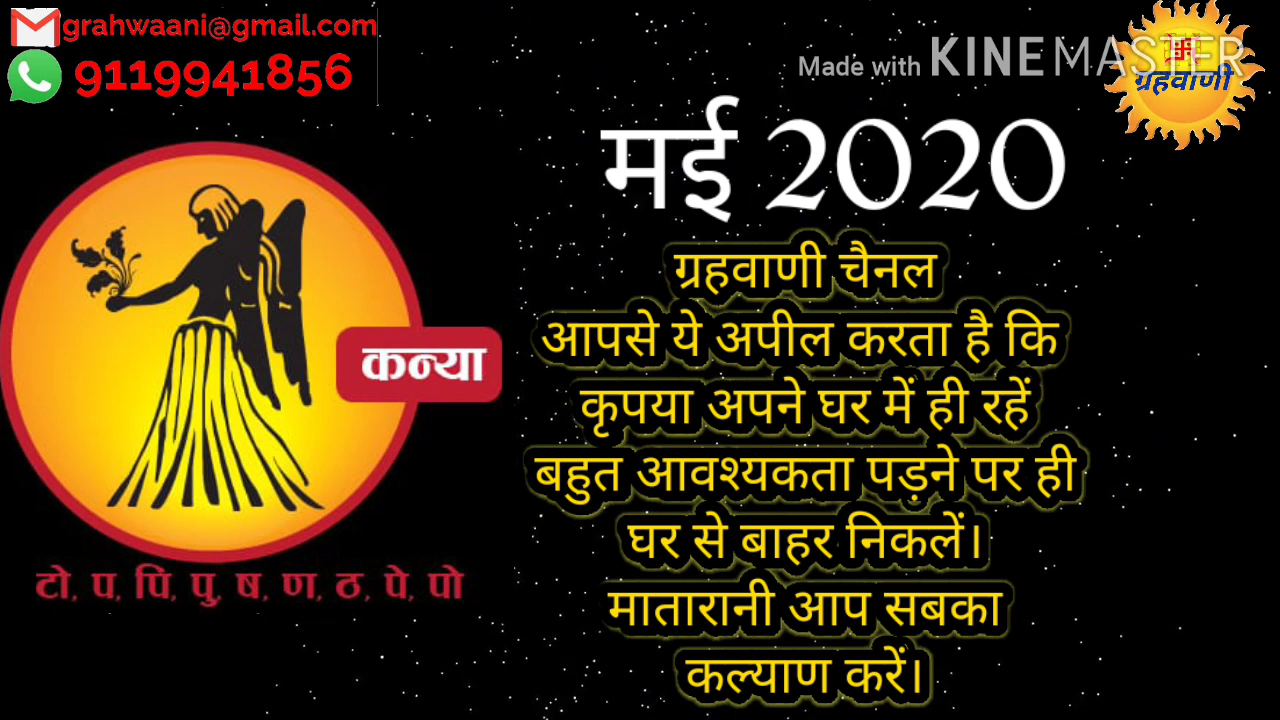 grahwaani@gmail.com
9119941856
Made with KINEMASTER
ग्रहवाणी
मई 2020
ग्रहवाणी चैनल
आपसे ये अपील करता है कि
कृपया अपने घर में ही रहें
बहुत आवश्यकता पड़ने पर ही
घर से बाहर निकलें।
मातारानी आप सबका
कल्याण करें।
कन्या
टो, प, पि, पु, ष, ण, ठ, पे, पो